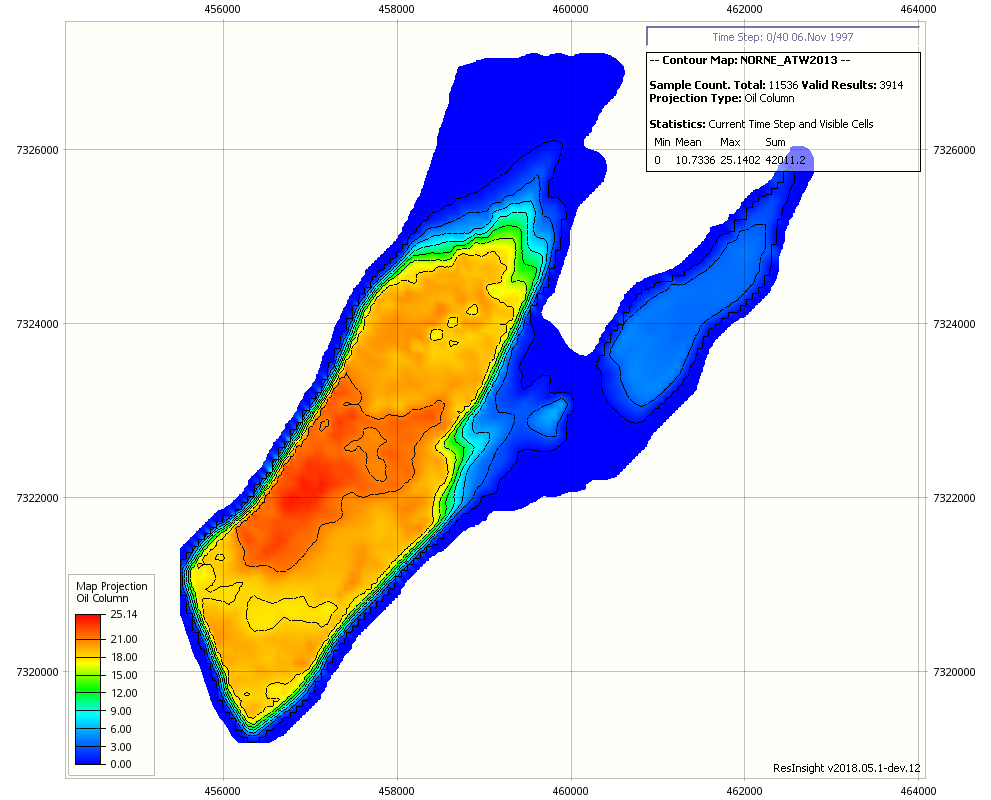 456000 458000 460000 462000 464000
Time Step: 0/40 06.Nov 1997
-- Contour Map: NORNE_ATW2013 --
Sample Count. Total: 11536 Valid Results: 3914
Projection Type: Oil Column
Statistics: Current Time Step and Visible Cells
Min Mean Max Sum
0 10.7336 25.1402 42011.2
7326000 7326000
7324000 7324000
7322000 7322000
7320000 7320000
Map Projection
Oil Column
25.14
21.00
18.00
15.00
12.00
9.00
6.00
3.00
0.00
ResInsight v2018.05.1-dev.12
456000 458000 460000 462000 464000